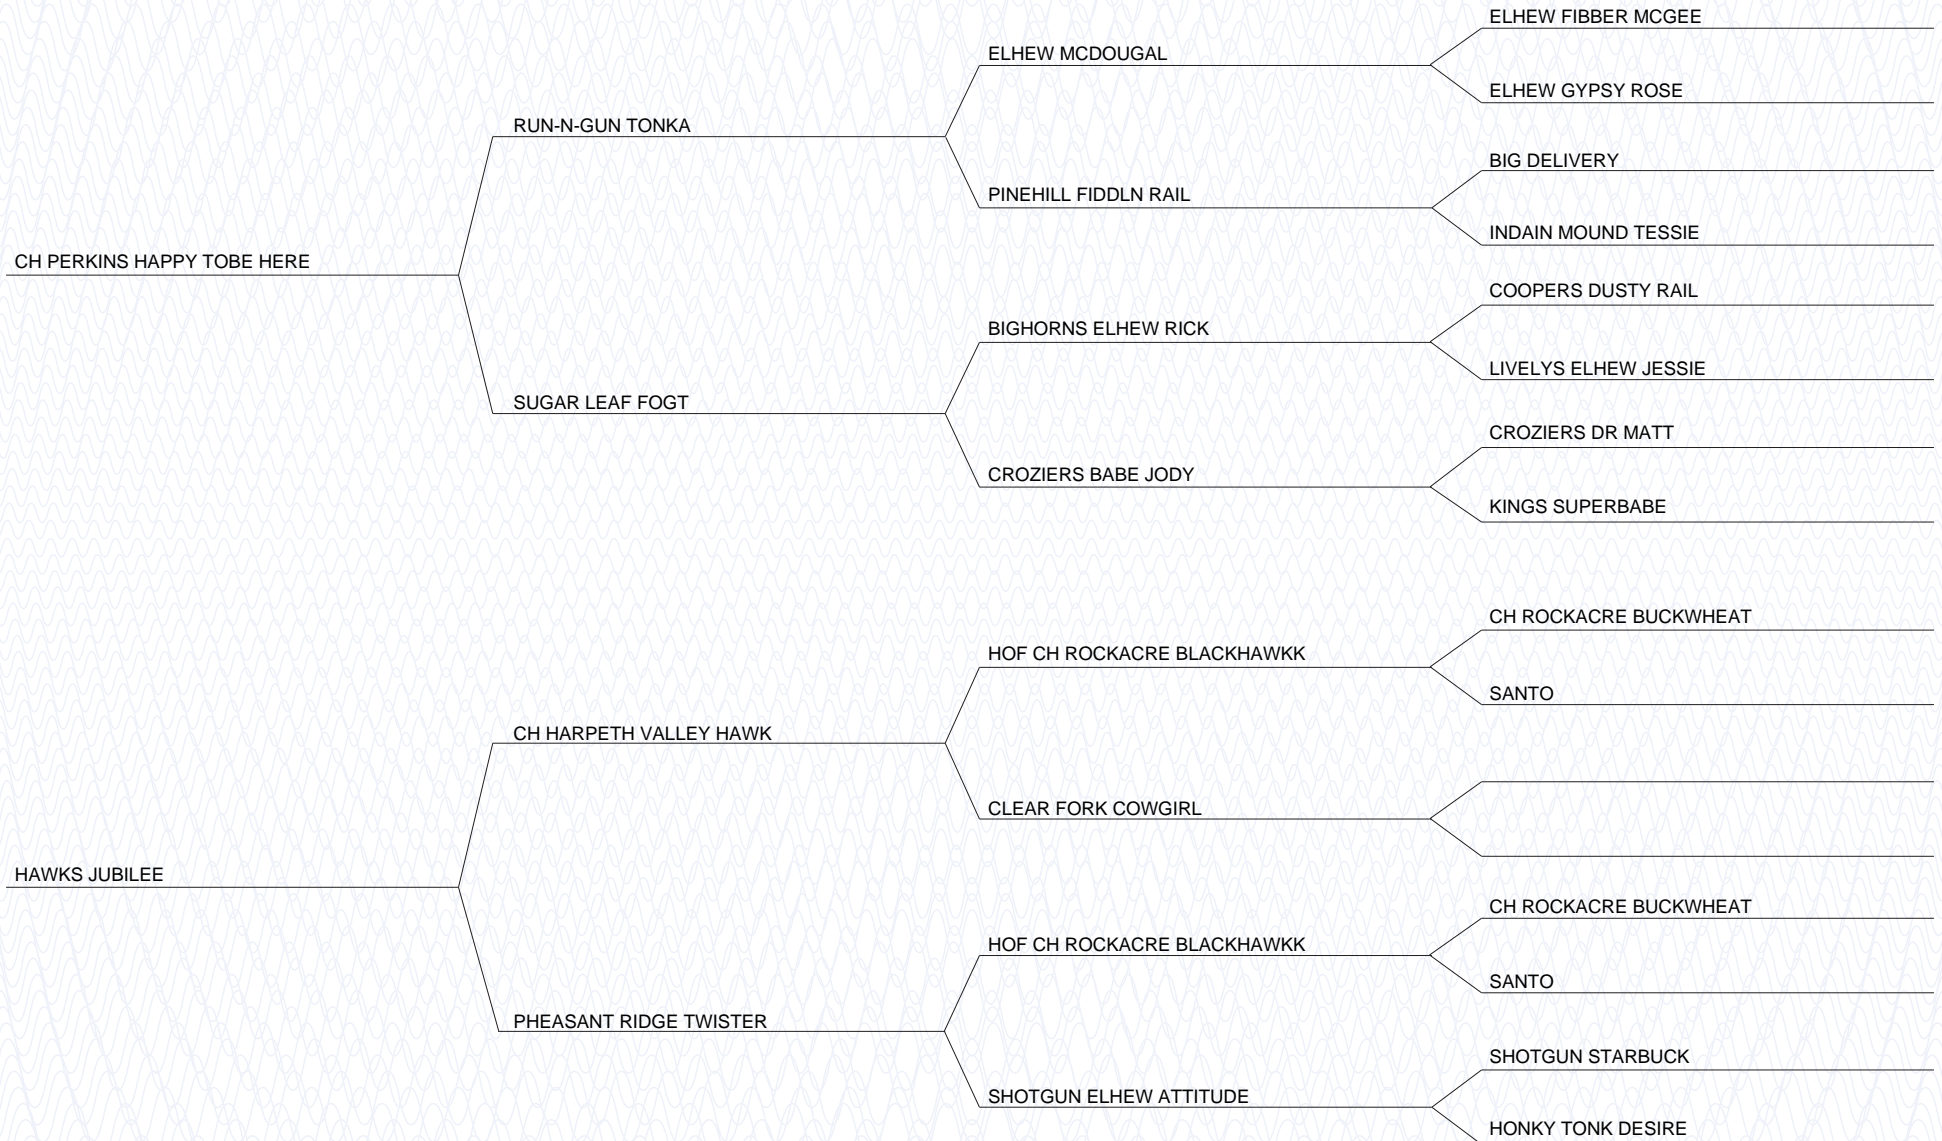 ELHEW FIBBER MCGEE
ELHEW MCDOUGAL
ELHEW GYPSY ROSE
RUN-N-GUN TONKA
BIG DELIVERY
PINEHILL FIDDLN RAIL
INDAIN MOUND TESSIE
CH PERKINS HAPPY TOBE HERE
COOPERS DUSTY RAIL
BIGHORNS ELHEW RICK
LIVELYS ELHEW JESSIE
SUGAR LEAF FOGT
CROZIERS DR MATT
CROZIERS BABE JODY
KINGS SUPERBABE
CH ROCKACRE BUCKWHEAT
HOF CH ROCKACRE BLACKHAWKK
SANTO
CH HARPETH VALLEY HAWK
CLEAR FORK COWGIRL
HAWKS JUBILEE
CH ROCKACRE BUCKWHEAT
HOF CH ROCKACRE BLACKHAWKK
SANTO
PHEASANT RIDGE TWISTER
SHOTGUN STARBUCK
SHOTGUN ELHEW ATTITUDE
HONKY TONK DESIRE